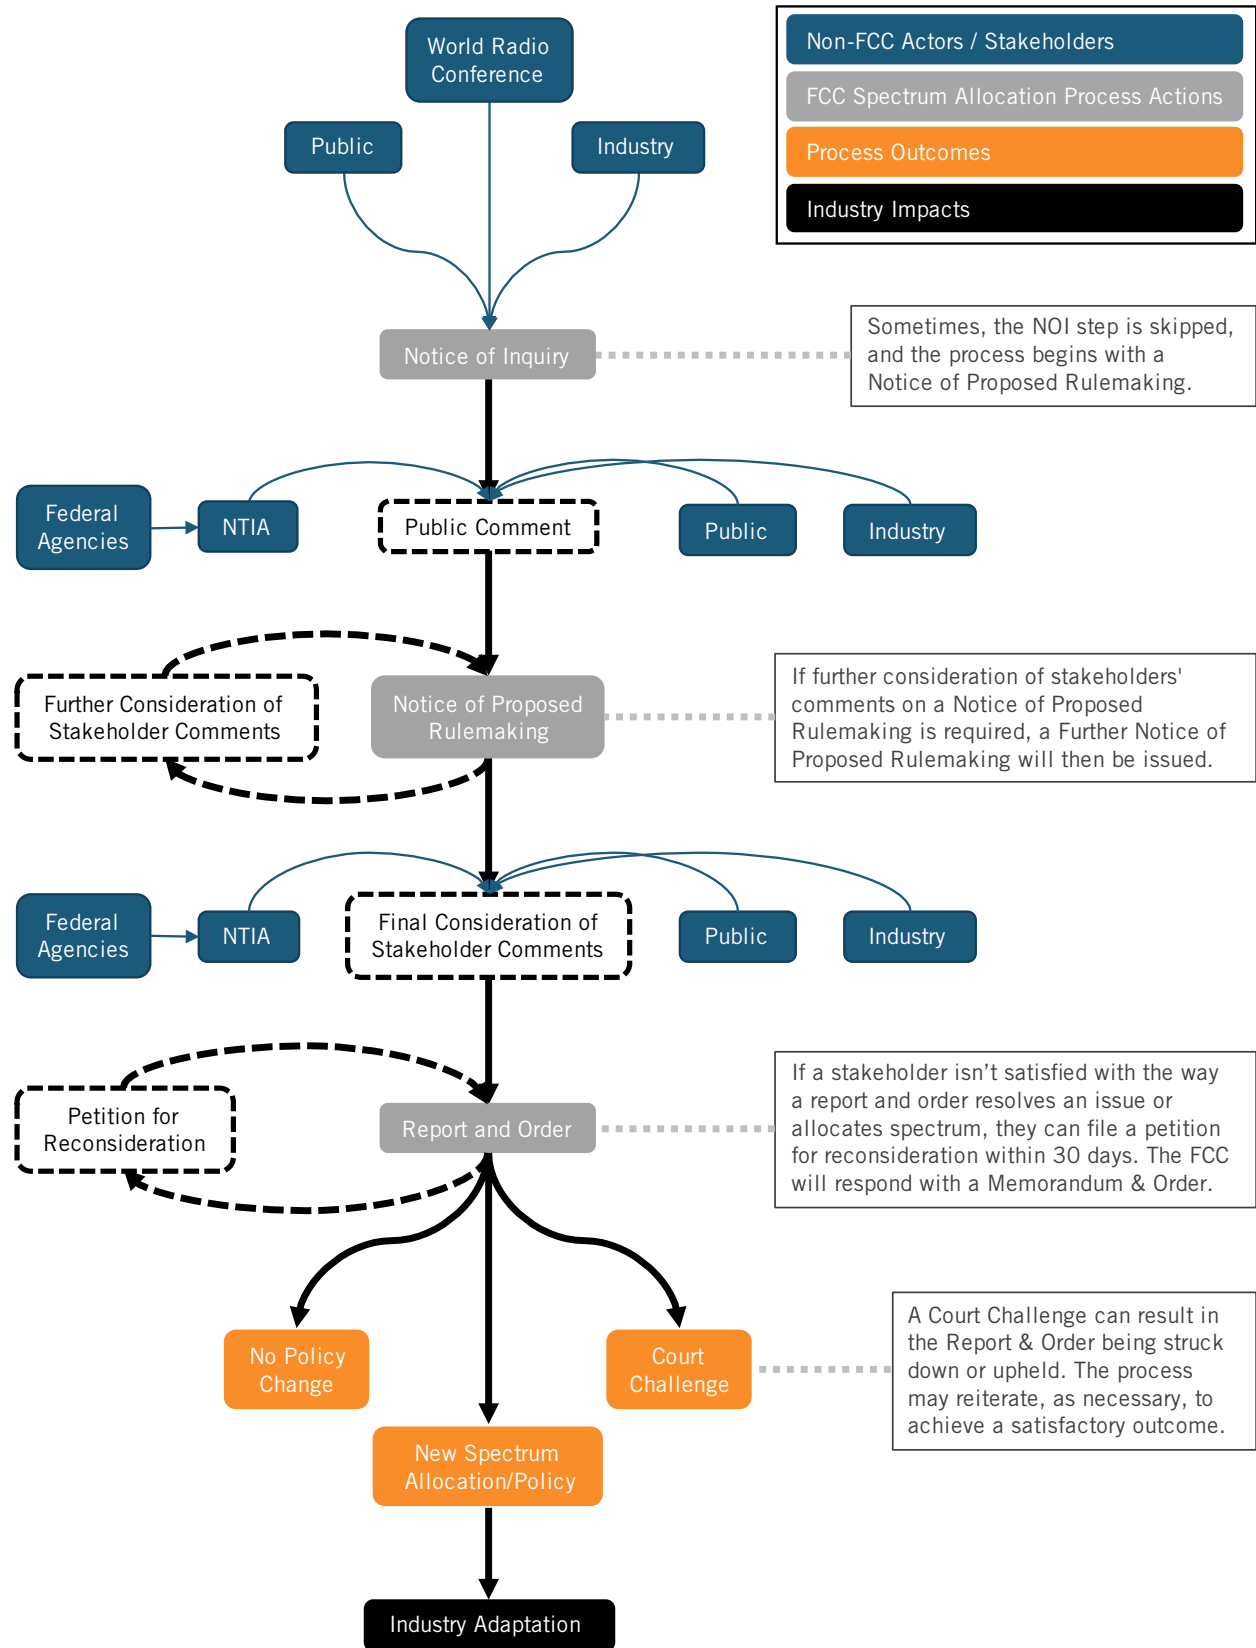 World Radio
Conference
Public
Industry
Non-FCC Actors / Stakeholders
FCC Spectrum Allocation Process Actions
Process Outcomes
Industry Impacts
Notice of Inquiry
Sometimes, the NOI step is skipped,
and the process begins with a
Notice of Proposed Rulemaking.
Federal
Agencies
NTIA
Public Comment
Public
Industry
Further Consideration of
Stakeholder Comments
Notice of Proposed
Rulemaking
If further consideration of stakeholders'
comments on a Notice of Proposed
Rulemaking is required, a Further Notice of
Proposed Rulemaking will then be issued.
Federal
Agencies
NTIA
Final Consideration of
Stakeholder Comments
Public
Industry
Petition for
Reconsideration
Report and Order
If a stakeholder isn’t satisfied with the way
a report and order resolves an issue or
allocates spectrum, they can file a petition
for reconsideration within 30 days. The FCC
will respond with a Memorandum & Order.
No Policy
Change
Court
Challenge
A Court Challenge can result in
the Report & Order being struck
down or upheld. The process
may reiterate, as necessary, to
achieve a satisfactory outcome.
New Spectrum
Allocation/Policy
Industry Adaptation